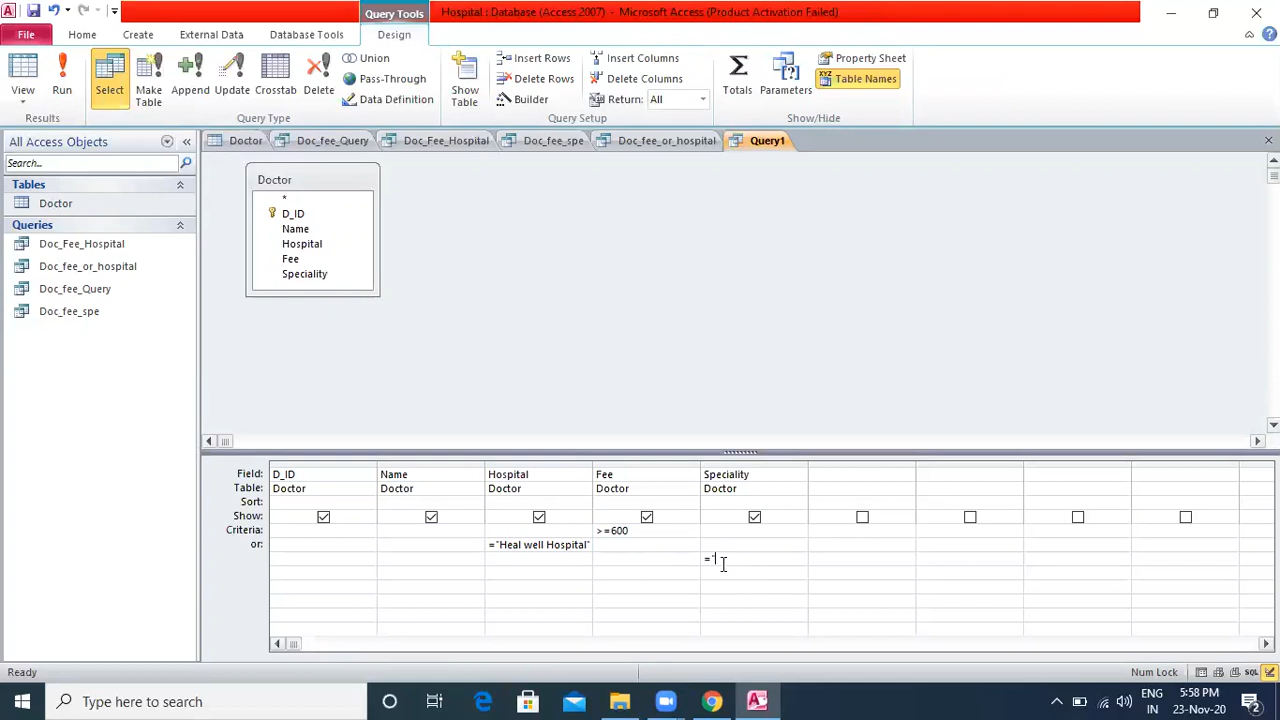 Query Tools
Hospital : Database (Access 2007) - Microsoft Access (Product Activation Failed)
File Home Create External Data Database Tools Design
View Run Select Make Table Append Update Crosstab Delete
Union
Pass-Through
Data Definition
Show Table
Insert Rows
Delete Rows
Builder
Insert Columns
Delete Columns
Return: All
Totals Parameters
Property Sheet
XYZ Table Names
Results Query Type Query Setup Show/Hide
All Access Objects «
Doctor Doc_fee_Query Doc_Fee_Hospital Doc_fee_spe Doc_fee_or_hospital Query1
Search...
Tables
Doctor
Queries
Doc_Fee_Hospital
Doc_fee_or_hospital
Doc_fee_Query
Doc_fee_spe
Doctor
*
D_ID
Name
Hospital
Fee
Speciality
Field: D_ID Name Hospital Fee Speciality
Table: Doctor Doctor Doctor Doctor Doctor
Sort:
Show:
Criteria: >=600
or: ="Heal well Hospital"
="
Ready Num Lock SQL
Type here to search
ENG
IN
5:58 PM
23-Nov-20
2